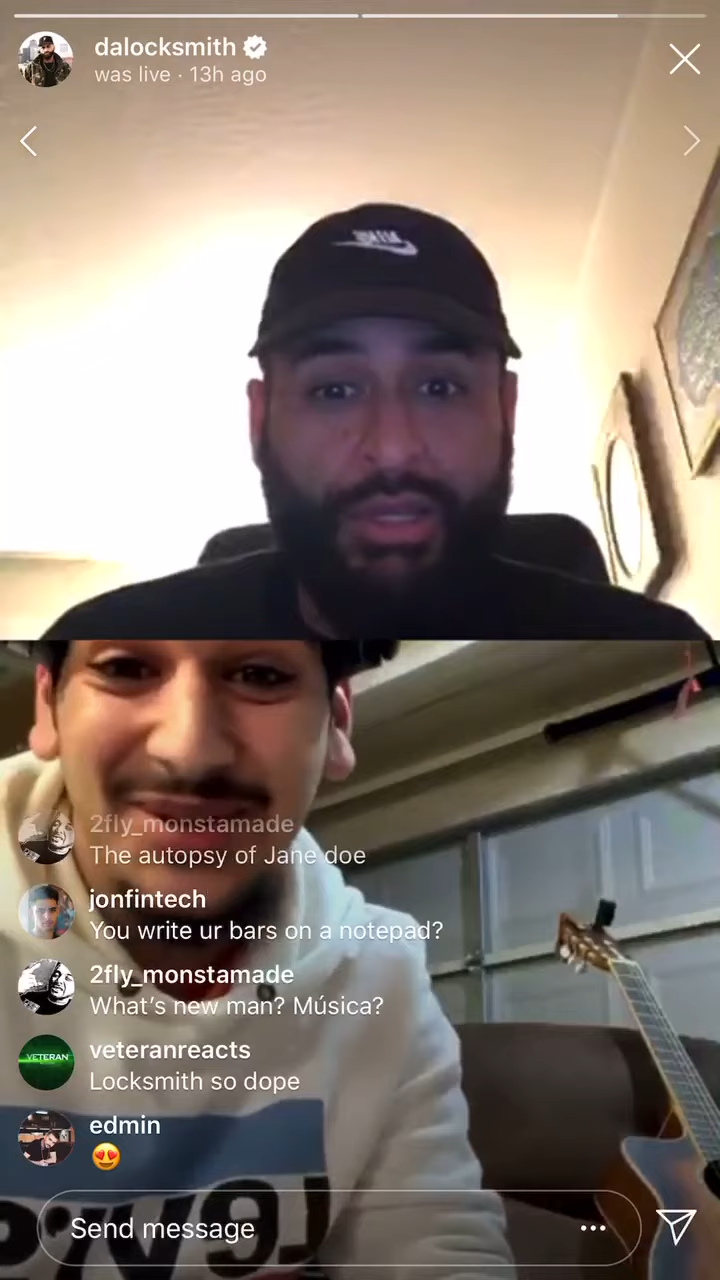 dalocksmith
was live · 13h ago
2fly_monstamade
The autopsy of Jane doe
jonfintech
You write ur bars on a notepad?
2fly_monstamade
What's new man? Música?
VETERAN
veteranreacts
Locksmith so dope
edmin
😍
Send message